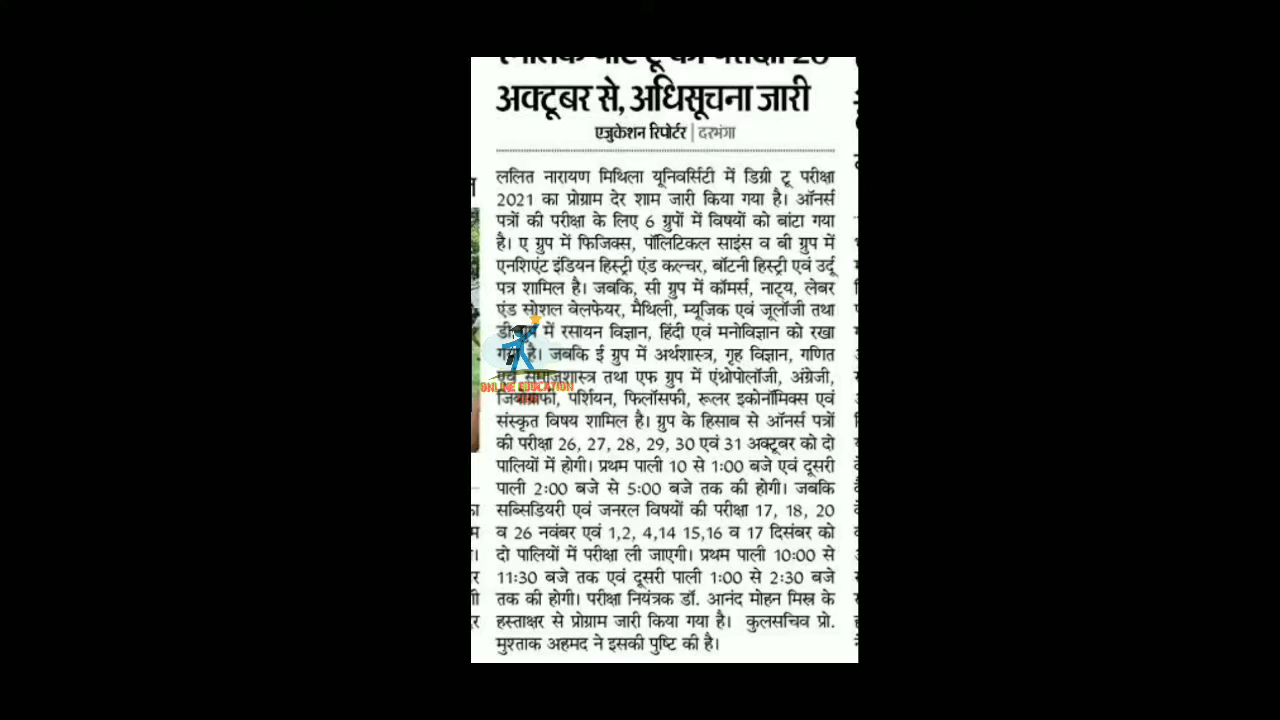 अक्टूबर से, अधिसूचना जारी
एजुकेशन रिपोर्टर | दरभंगा
ललित नारायण मिथिला यूनिवर्सिटी में डिग्री टू परीक्षा
2021 का प्रोग्राम देर शाम जारी किया गया है। ऑनर्स
पत्रों की परीक्षा के लिए 6 ग्रुपों में विषयों को बांटा गया
है। ए ग्रुप में फिजिक्स, पॉलिटिकल साइंस व बी ग्रुप में
एनशिएंट इंडियन हिस्ट्री एंड कल्चर, बॉटनी हिस्ट्री एवं उर्दू
पत्र शामिल है। जबकि, सी ग्रुप में कॉमर्स, नाट्य, लेबर
एंड सोशल वेलफेयर, मैथिली, म्यूजिक एवं जूलॉजी तथा
डी में रसायन विज्ञान, हिंदी एवं मनोविज्ञान को रखा
गया है। जबकि ई ग्रुप में अर्थशास्त्र, गृह विज्ञान, गणित
एवं समाजशास्त्र तथा एफ ग्रुप में एंथ्रोपोलॉजी, अंग्रेजी,
ONLINE EDUCATION
जियोग्राफी, पर्शियन, फिलॉसफी, रूलर इकोनॉमिक्स एवं
संस्कृत विषय शामिल है। ग्रुप के हिसाब से ऑनर्स पत्रों
की परीक्षा 26, 27, 28, 29, 30 एवं 31 अक्टूबर को दो
पालियों में होगी। प्रथम पाली 10 से 1:00 बजे एवं दूसरी
पाली 2:00 बजे से 5:00 बजे तक की होगी। जबकि
सब्सिडियरी एवं जनरल विषयों की परीक्षा 17, 18, 20
व 26 नवंबर एवं 1,2, 4,14 15,16 व 17 दिसंबर को
दो पालियों में परीक्षा ली जाएगी। प्रथम पाली 10:00 से
11:30 बजे तक एवं दूसरी पाली 1:00 से 2:30 बजे
तक की होगी। परीक्षा नियंत्रक डॉ. आनंद मोहन मिस्र के
हस्ताक्षर से प्रोग्राम जारी किया गया है। कुलसचिव प्रो.
मुश्ताक अहमद ने इसकी पुष्टि की है।